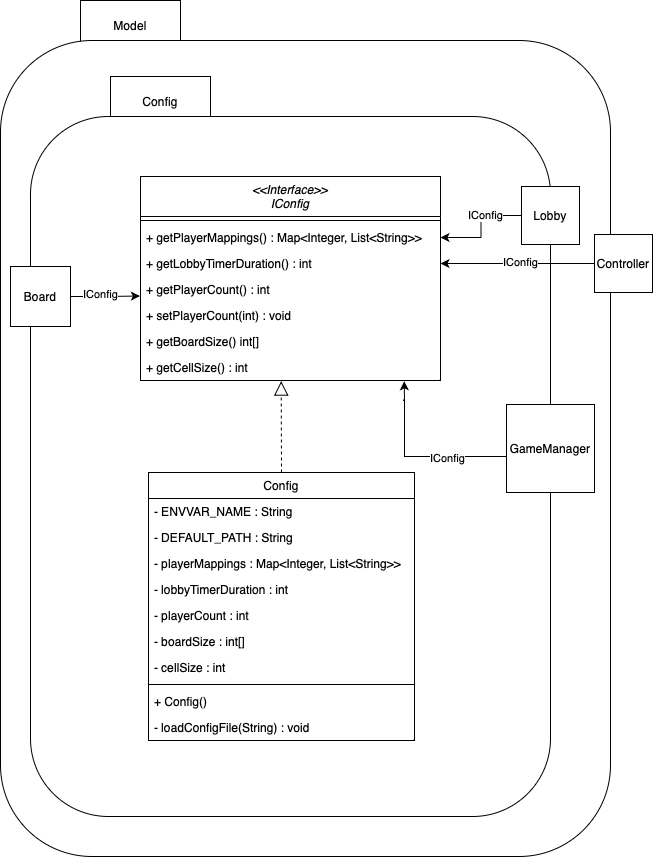 Model
Config
<<Interface>>
IConfig
+ getPlayerMappings() : Map<Integer, List<String>>
+ getLobbyTimerDuration() : int
+ getPlayerCount() : int
+ setPlayerCount(int) : void
+ getBoardSize() int[]
+ getCellSize() : int
IConfig
Lobby
IConfig
Controller
Board
IConfig
IConfig
GameManager
Config
- ENVVAR_NAME : String
- DEFAULT_PATH : String
- playerMappings : Map<Integer, List<String>>
- lobbyTimerDuration : int
- playerCount : int
- boardSize : int[]
- cellSize : int
+ Config()
- loadConfigFile(String) : void